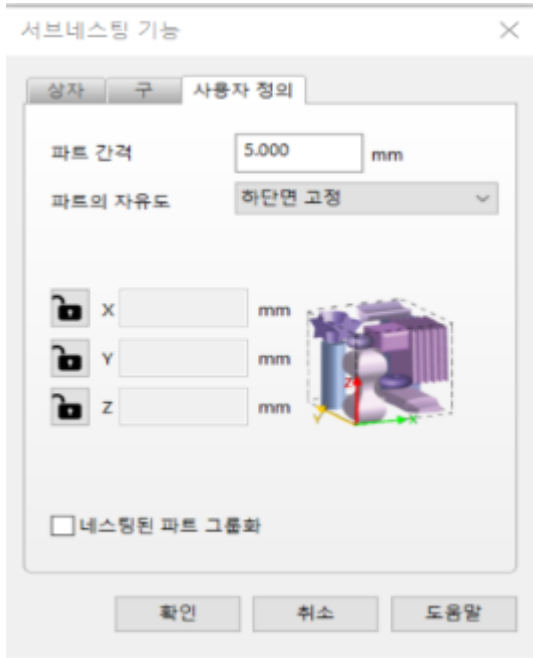 서브네스팅 기능
상자 구 사용자 정의
파트 간격 5.000 mm
파트의 자유도 하단면 고정
X mm
Y mm
Z mm
Z
Y X
네스팅된 파트 그룹화
확인 취소 도움말